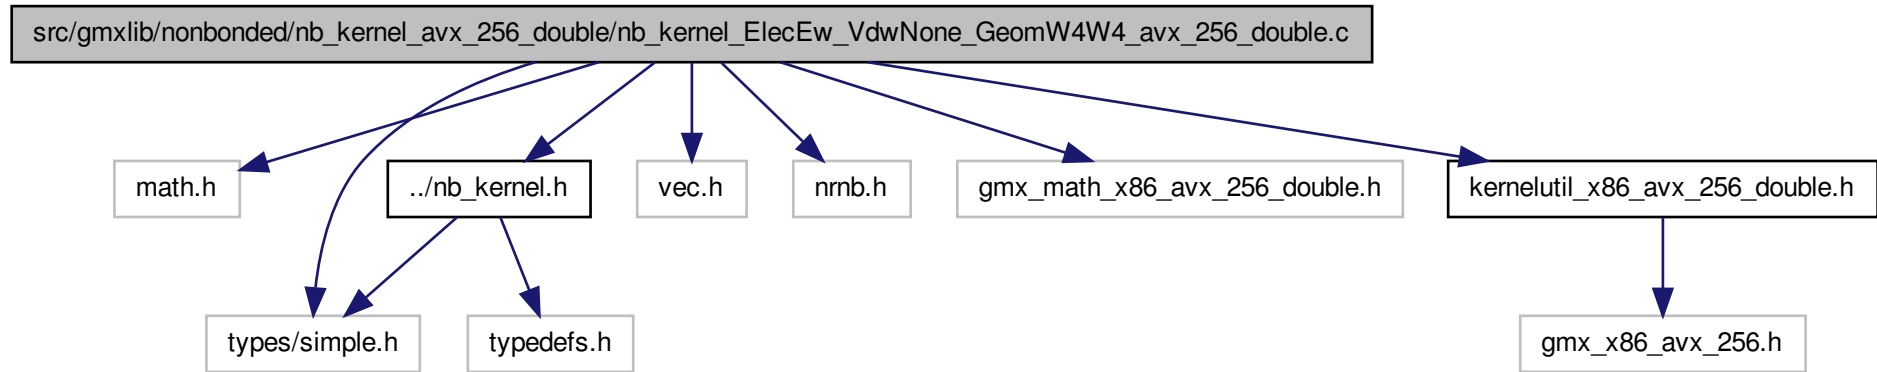 src/gmxlib/nonbonded/nb_kernel_avx_256_double/nb_kernel_ElecEw_VdwNone_GeomW4W4_avx_256_double.c
math.h
../nb_kernel.h
vec.h
nrnb.h
gmx_math_x86_avx_256_double.h
kernelutil_x86_avx_256_double.h
types/simple.h
typedefs.h
gmx_x86_avx_256.h